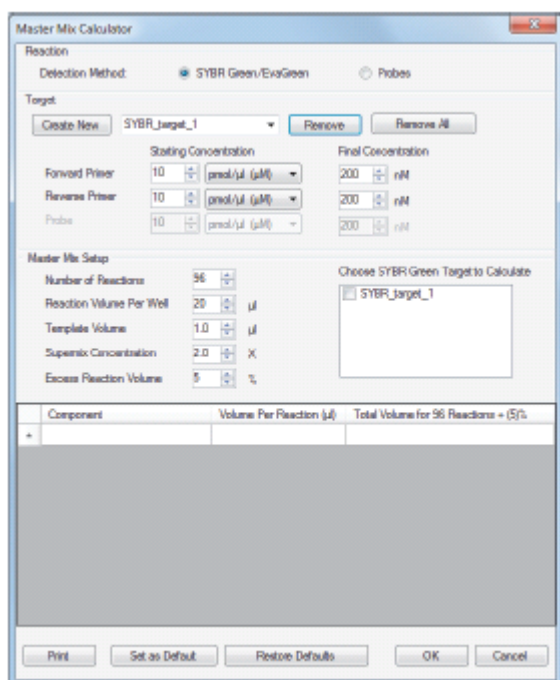 Master Mix Calculator
Reaction
Detection Method: SYBR Green/EvaGreen Probes
Target
Create New SYBR_target_1 Remove Remove All
Starting Concentration Final Concentration
Forward Primer 10 pmol/µl (µM) 200 nM
Reverse Primer 10 pmol/µl (µM) 200 nM
Probe 10 pmol/µl (µM) 200 nM
Master Mix Setup
Choose SYBR Green Target to Calculate
Number of Reactions 96
SYBR_target_1
Reaction Volume Per Well 20 µl
Template Volume 1.0 µl
Supermix Concentration 2.0 X
Excess Reaction Volume 5 %
Component Volume Per Reaction (µl) Total Volume for 96 Reactions + (5)%
*
Print Set as Default Restore Defaults OK Cancel